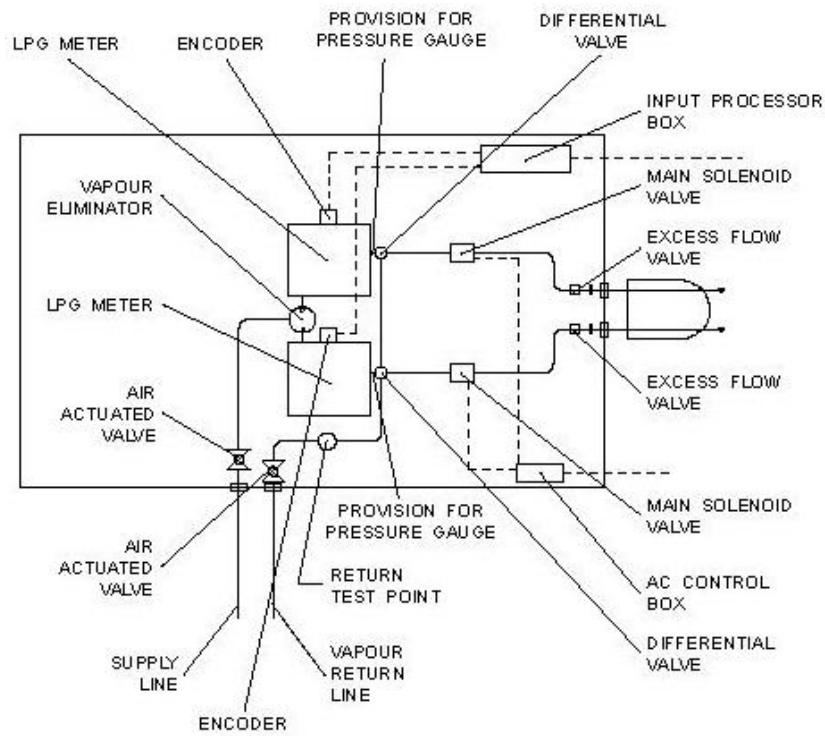 LPG METER
ENCODER
PROVISION FOR
PRESSURE GAUGE
DIFFERENTIAL
VALVE
INPUT PROCESSOR
BOX
VAPOUR
ELIMINATOR
MAIN SOLENOID
VALVE
EXCESS FLOW
VALVE
LPG METER
AIR
ACTUATED
VALVE
EXCESS FLOW
VALVE
PROVISION FOR
PRESSURE GAUGE
MAIN SOLENOID
VALVE
AIR
ACTUATED
VALVE
RETURN
TEST POINT
AC CONTROL
BOX
SUPPLY
LINE
VAPOUR
RETURN
LINE
DIFFERENTIAL
VALVE
ENCODER